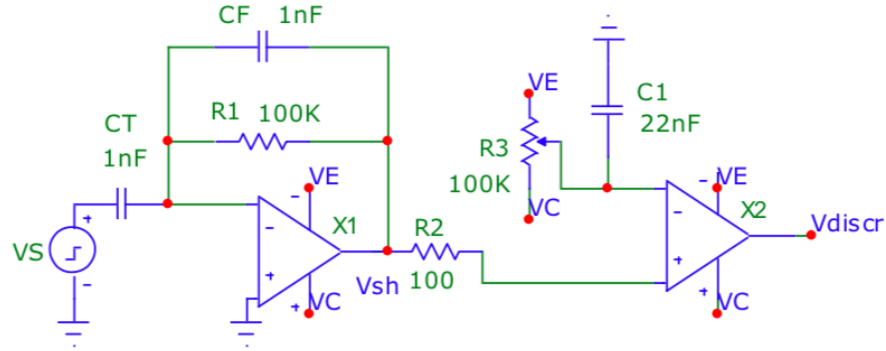 CF 1nF
R1 100K
CT
1nF
VS
+
-
VE
-
-
+
X1
+
VC
Vsh
R2
100
VE
R3
100K
VC
C1
22nF
-
VE
-
+
X2
+
VC
Vdiscr